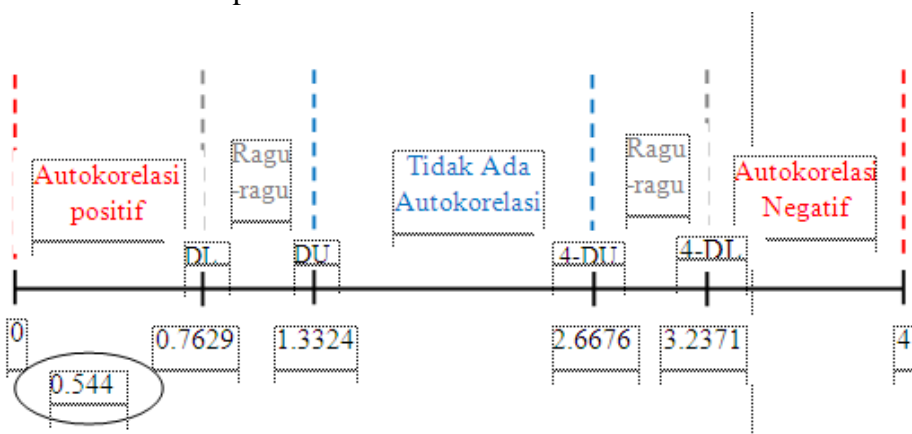 Autokorelasi
positif
Ragu
-ragu
Tidak Ada
Autokorelasi
Ragu
-ragu
Autokorelasi
Negatif
DL
DU
4-DU
4-DL
0
0.7629
1.3324
2.6676
3.2371
4
0.544